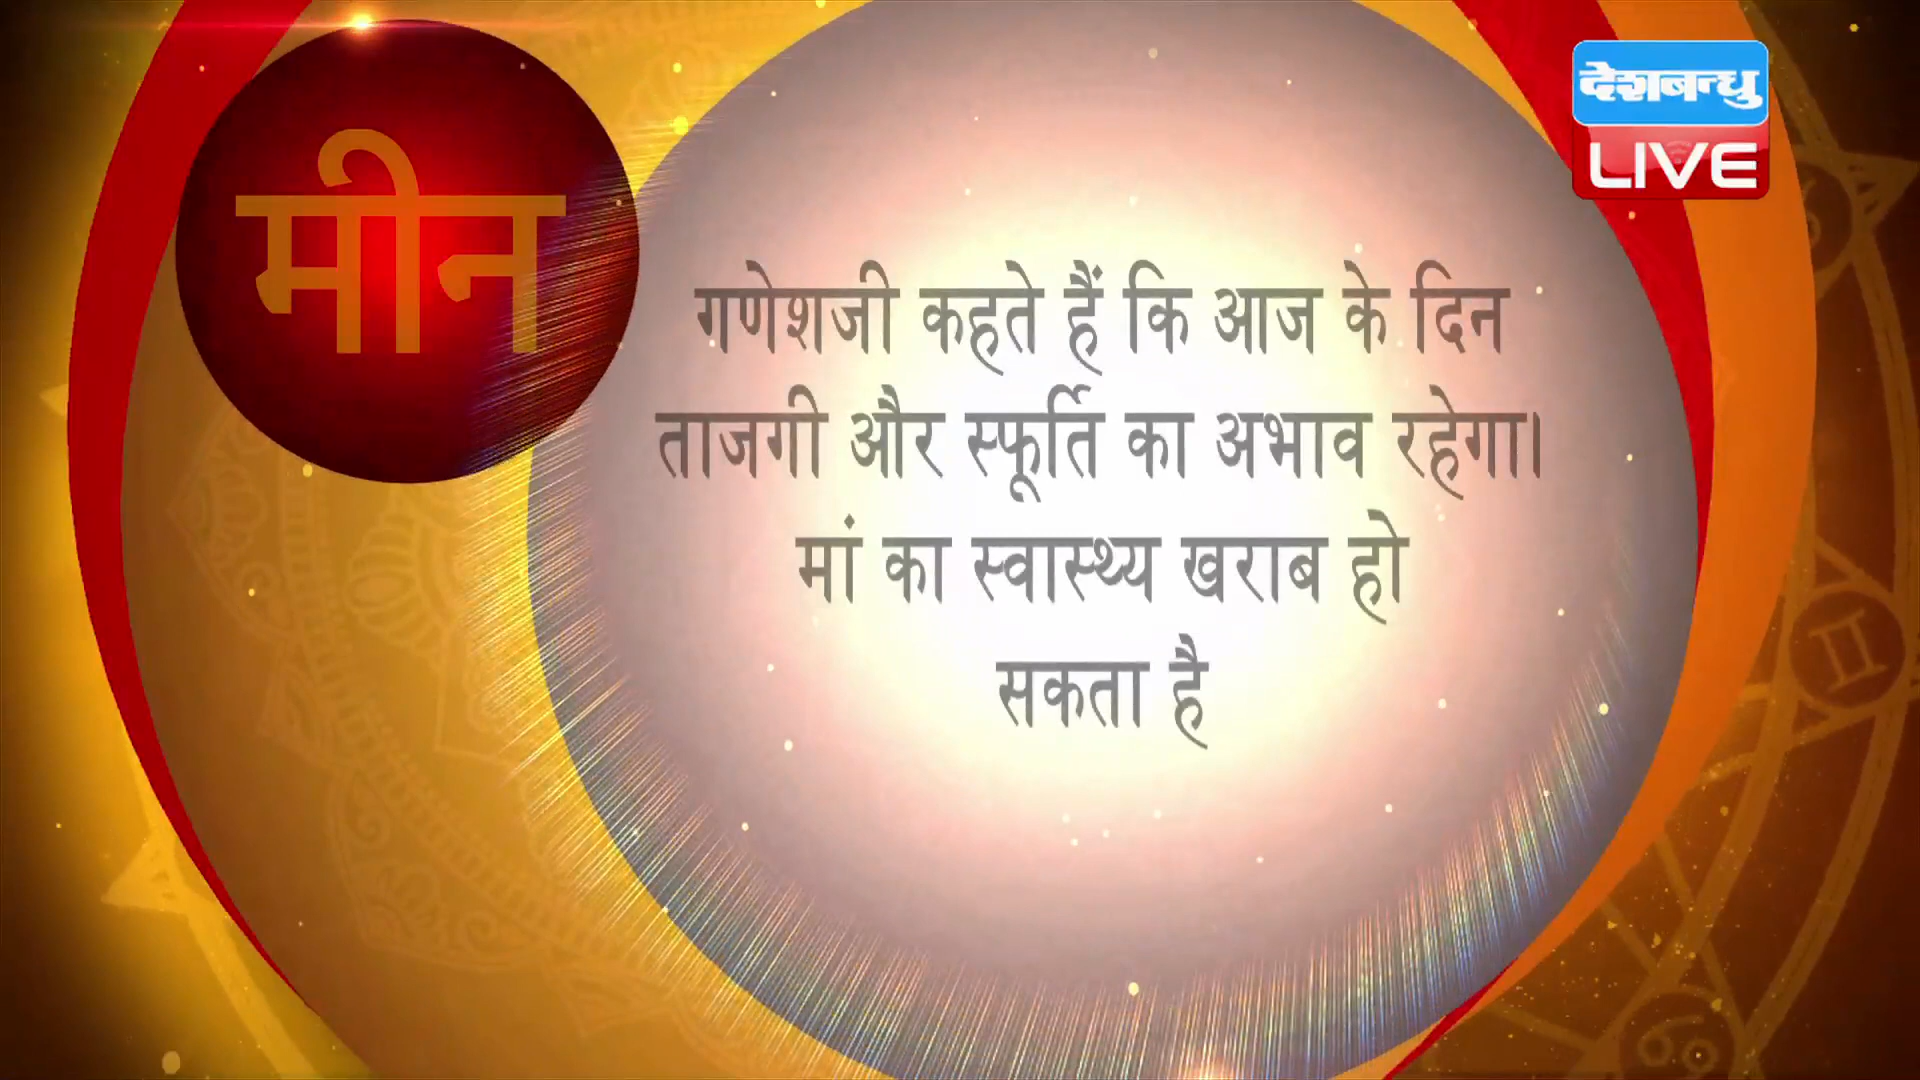 मीन
देशबन्धु
LIVE
गणेशजी कहते हैं कि आज के दिन
ताजगी और स्फूर्ति का अभाव रहेगा।
मां का स्वास्थ्य खराब हो
सकता है